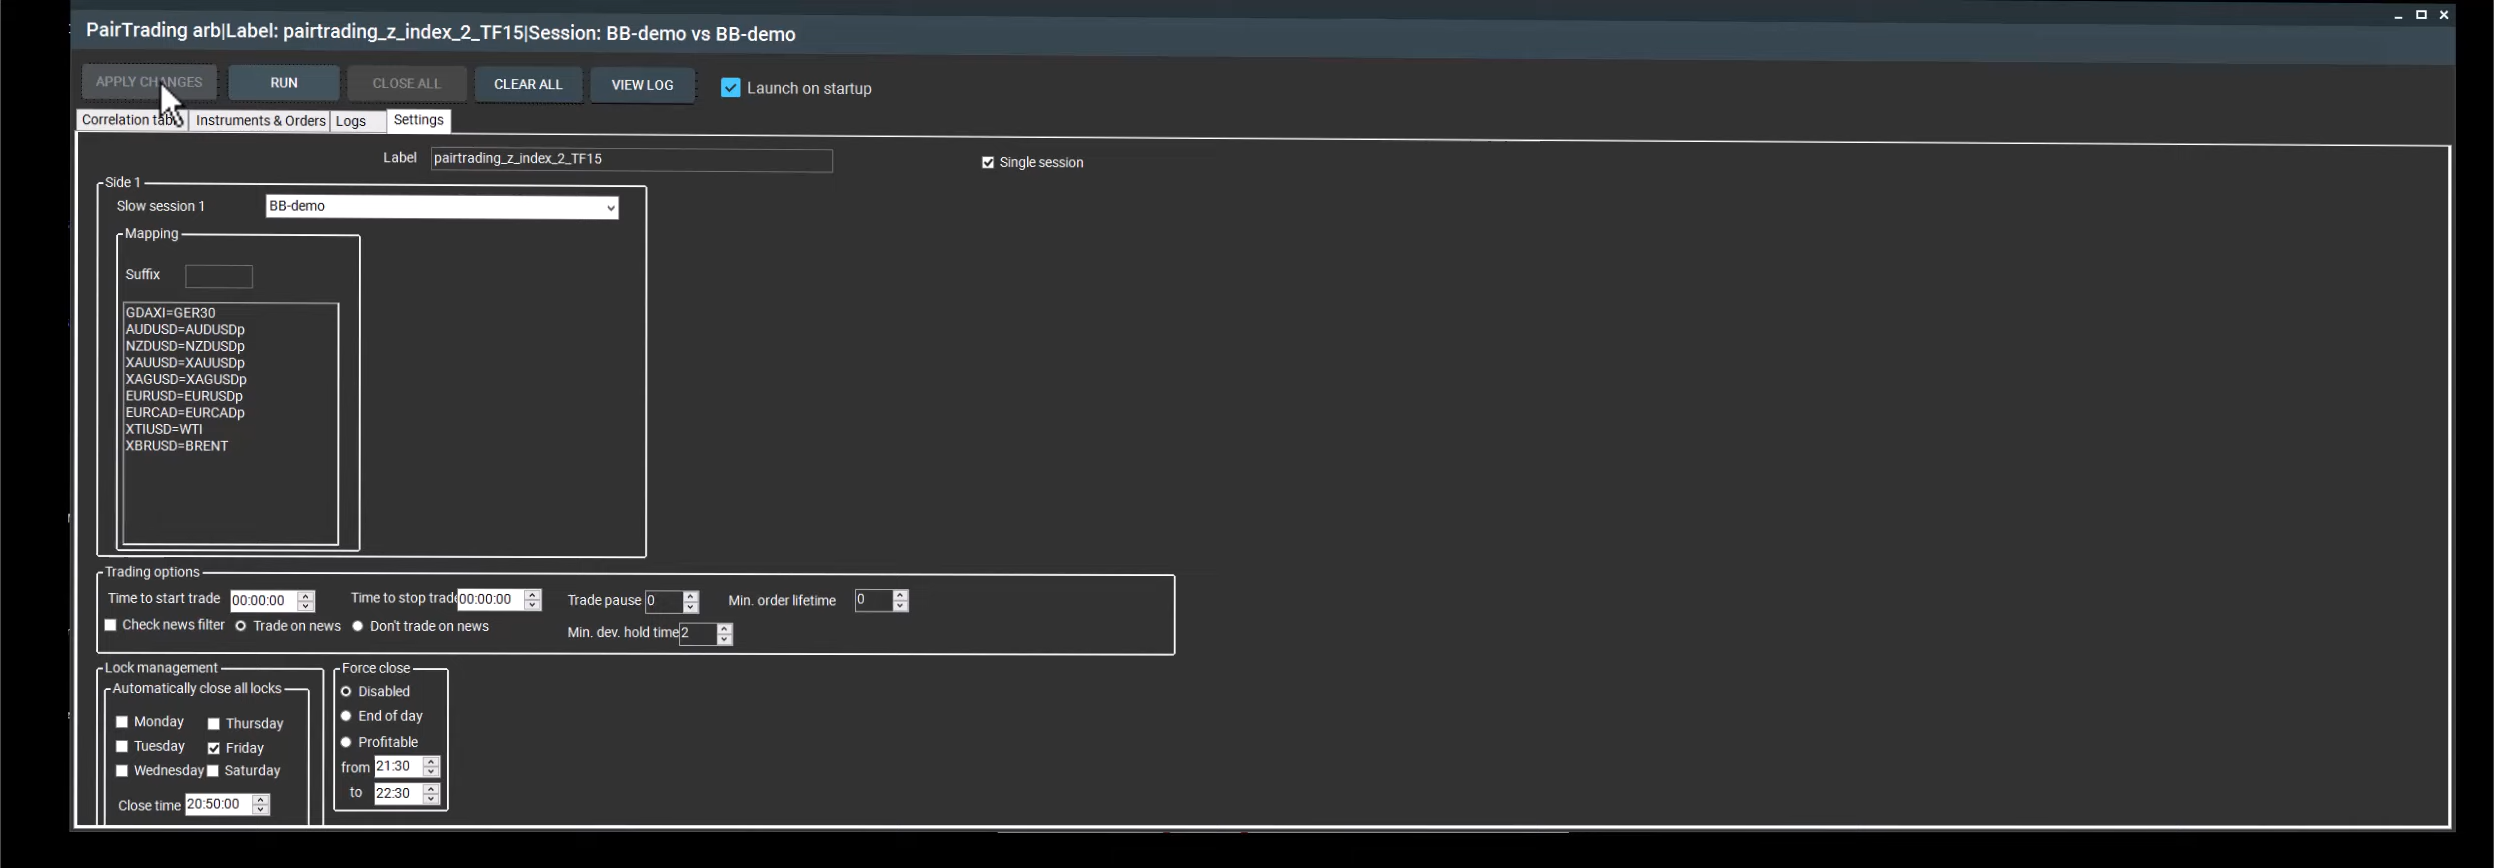 PairTrading arb|Label: pairtrading_z_index_2_TF15|Session: BB-demo vs BB-demo
APPLY CHANGES RUN CLOSE ALL CLEAR ALL VIEW LOG Launch on startup
Correlation table Instruments & Orders Logs Settings
Label pairtrading_z_index_2_TF15 Single session
Side 1
Slow session 1 BB-demo
Mapping
Suffix
GDAXI=GER30
AUDUSD=AUDUSDp
NZDUSD=NZDUSDp
XAUUSD=XAUUSDp
XAGUSD=XAGUSDp
EURUSD=EURUSDp
EURCAD=EURCADp
XTIUSD=WTI
XBRUSD=BRENT
Trading options
Time to start trade 00:00:00 Time to stop trade 00:00:00 Trade pause 0 Min. order lifetime 0
Check news filter Trade on news Don't trade on news Min. dev. hold time 2
Lock management Force close
Automatically close all locks Disabled
Monday Thursday End of day
Tuesday Friday Profitable
Wednesday Saturday from 21:30
Close time 20:50:00 to 22:30